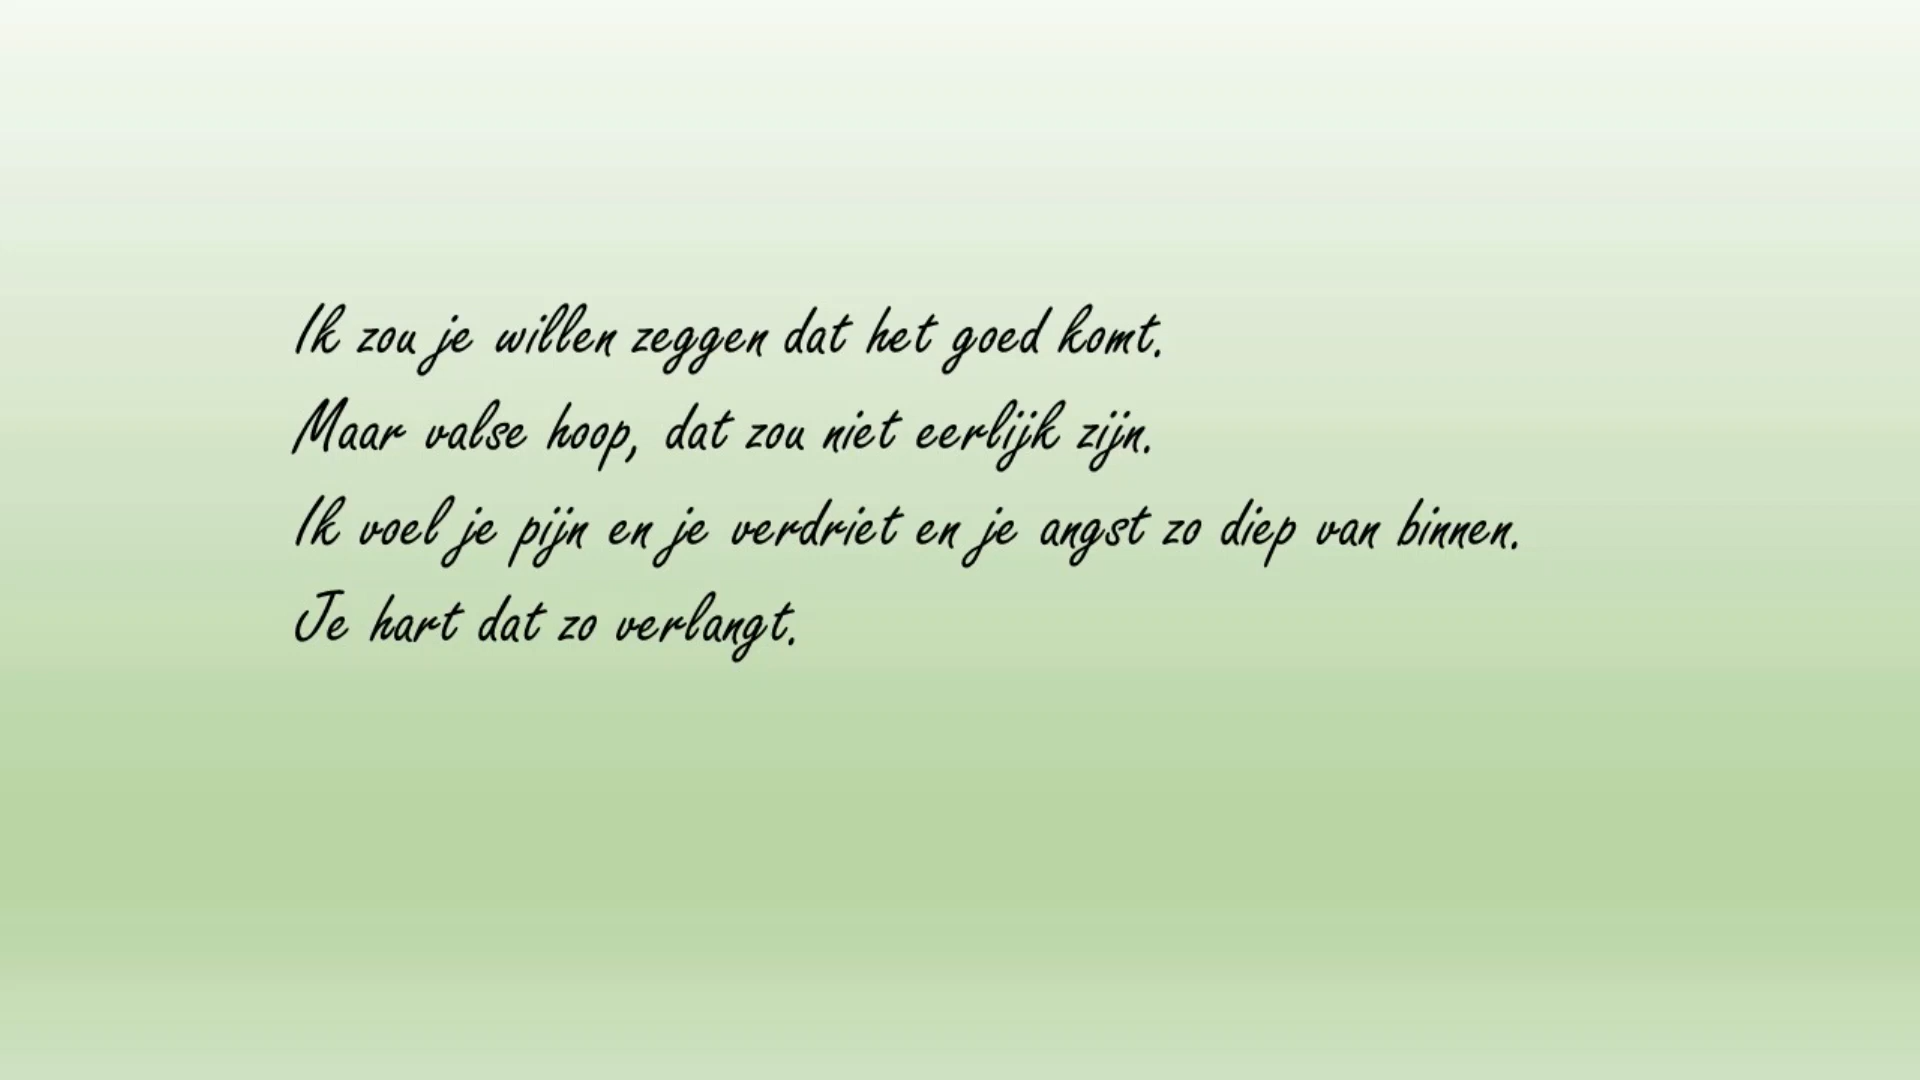 Ik zou je willen zeggen dat het goed komt.
Maar valse hoop, dat zou niet eerlijk zijn.
Ik voel je pijn en je verdriet en je angst zo diep van binnen.
Je hart dat zo verlangt.